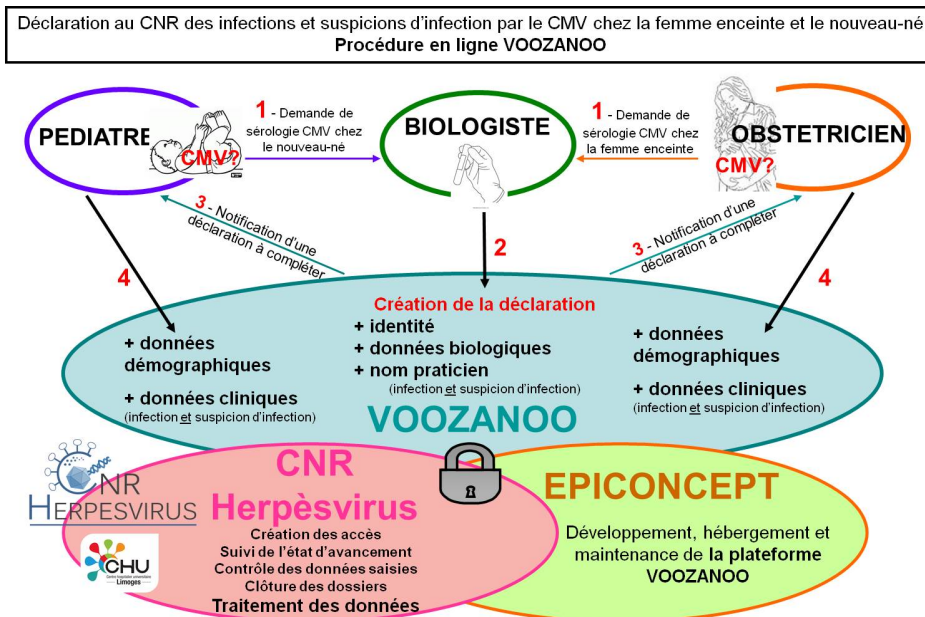 Déclaration au CNR des infections et suspicions d'infection par le CMV chez la femme enceinte et le nouveau-né
Procédure en ligne VOOZANOO
PEDIATRE
CMV?
1 - Demande de
sérologie CMV chez
le nouveau-né
BIOLOGISTE
1 - Demande de
sérologie CMV chez
la femme enceinte
OBSTETRICIEN
CMV?
3 - Notification d'une
déclaration à compléter
2
3 - Notification d'une
déclaration à compléter
4
4
+ données
démographiques
+ données cliniques
(infection et suspicion d'infection)
Création de la déclaration
+ identité
+ données biologiques
+ nom praticien
(infection et suspicion d'infection)
+ données
démographiques
+ données cliniques
(infection et suspicion d'infection)
VOOZANOO
CNR
HERPESVIRUS
CHU
Centre hospitalier universitaire
Limoges
CNR
Herpèsvirus
Création des accès
Suivi de l'état d'avancement
Contrôle des données saisies
Clôture des dossiers
Traitement des données
EPICONCEPT
Développement, hébergement et
maintenance de la plateforme
VOOZANOO